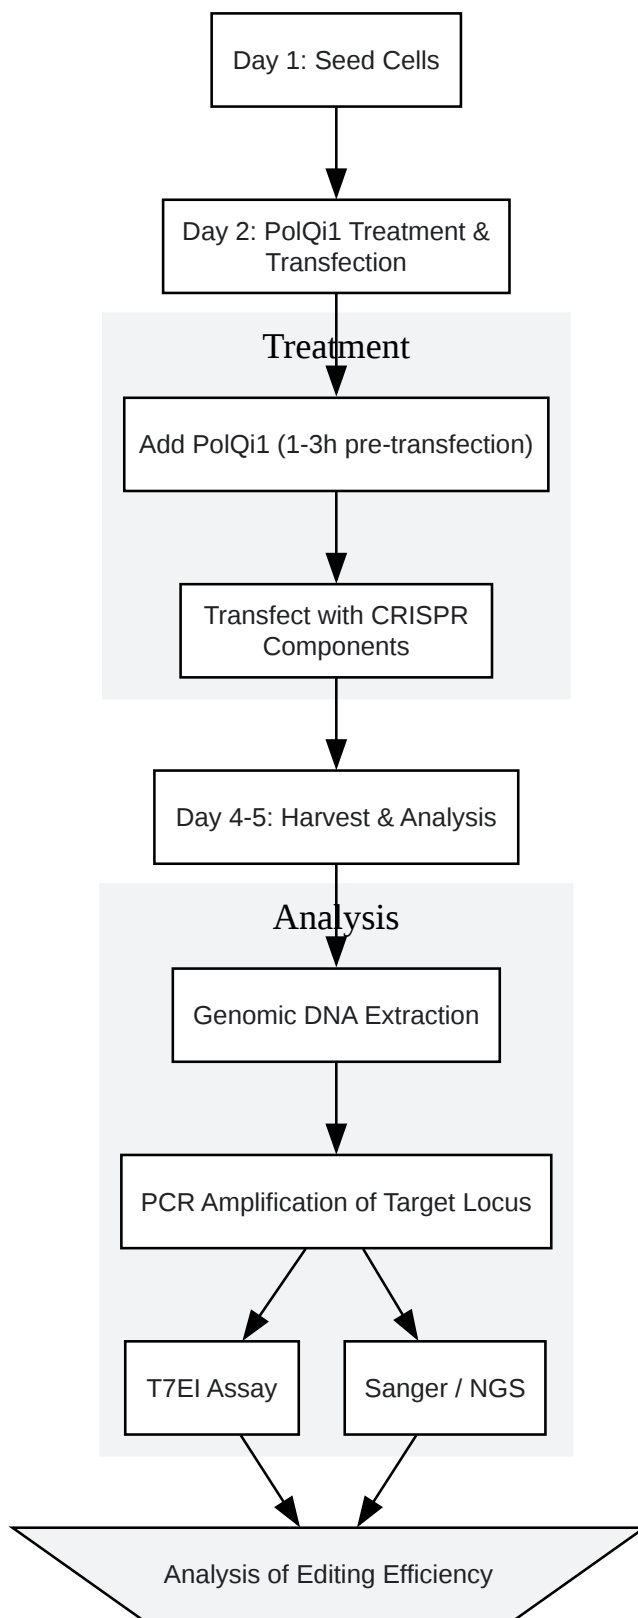 Day 1: Seed Cells
Day 2: PolQi1 Treatment &
Transfection
Treatment
Add PolQi1 (1-3h pre-transfection)
Transfect with CRISPR
Components
Day 4-5: Harvest & Analysis
Analysis
Genomic DNA Extraction
PCR Amplification of Target Locus
T7EI Assay
Sanger / NGS
Analysis of Editing Efficiency